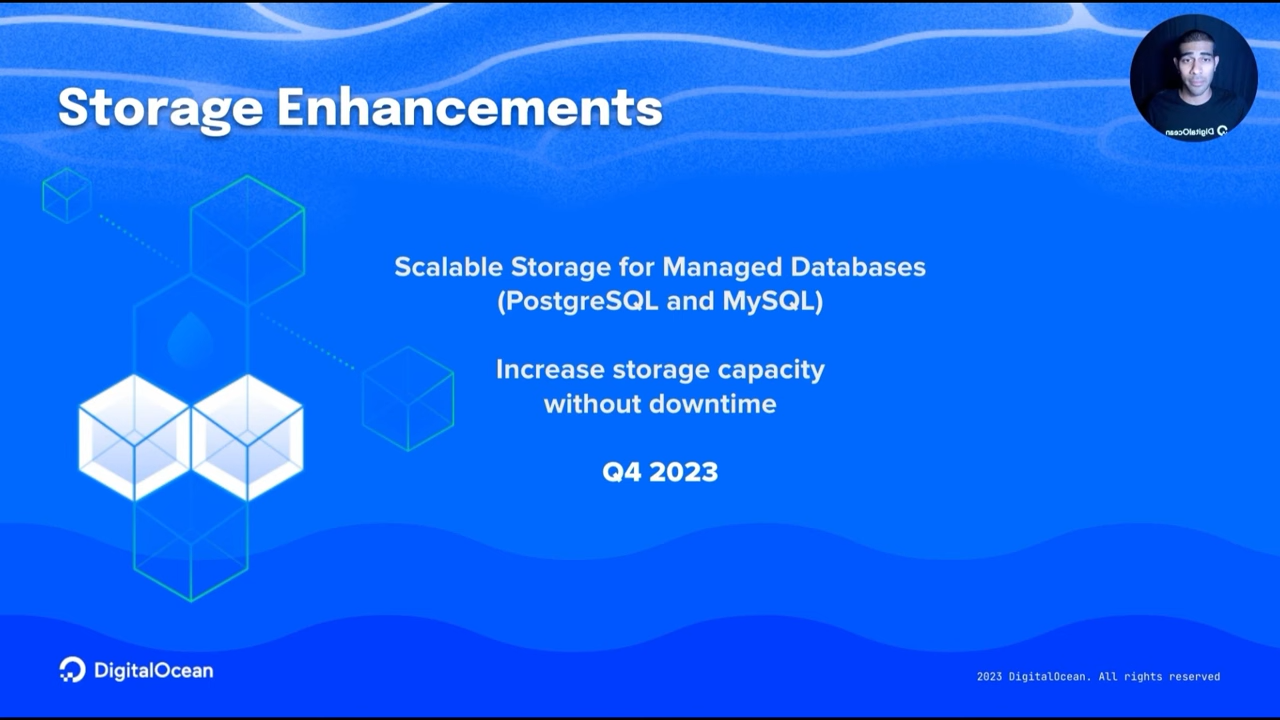 Storage Enhancements
DigitalOcean
Scalable Storage for Managed Databases
(PostgreSQL and MySQL)
Increase storage capacity
without downtime
Q4 2023
DigitalOcean
2023 DigitalOcean. All rights reserved